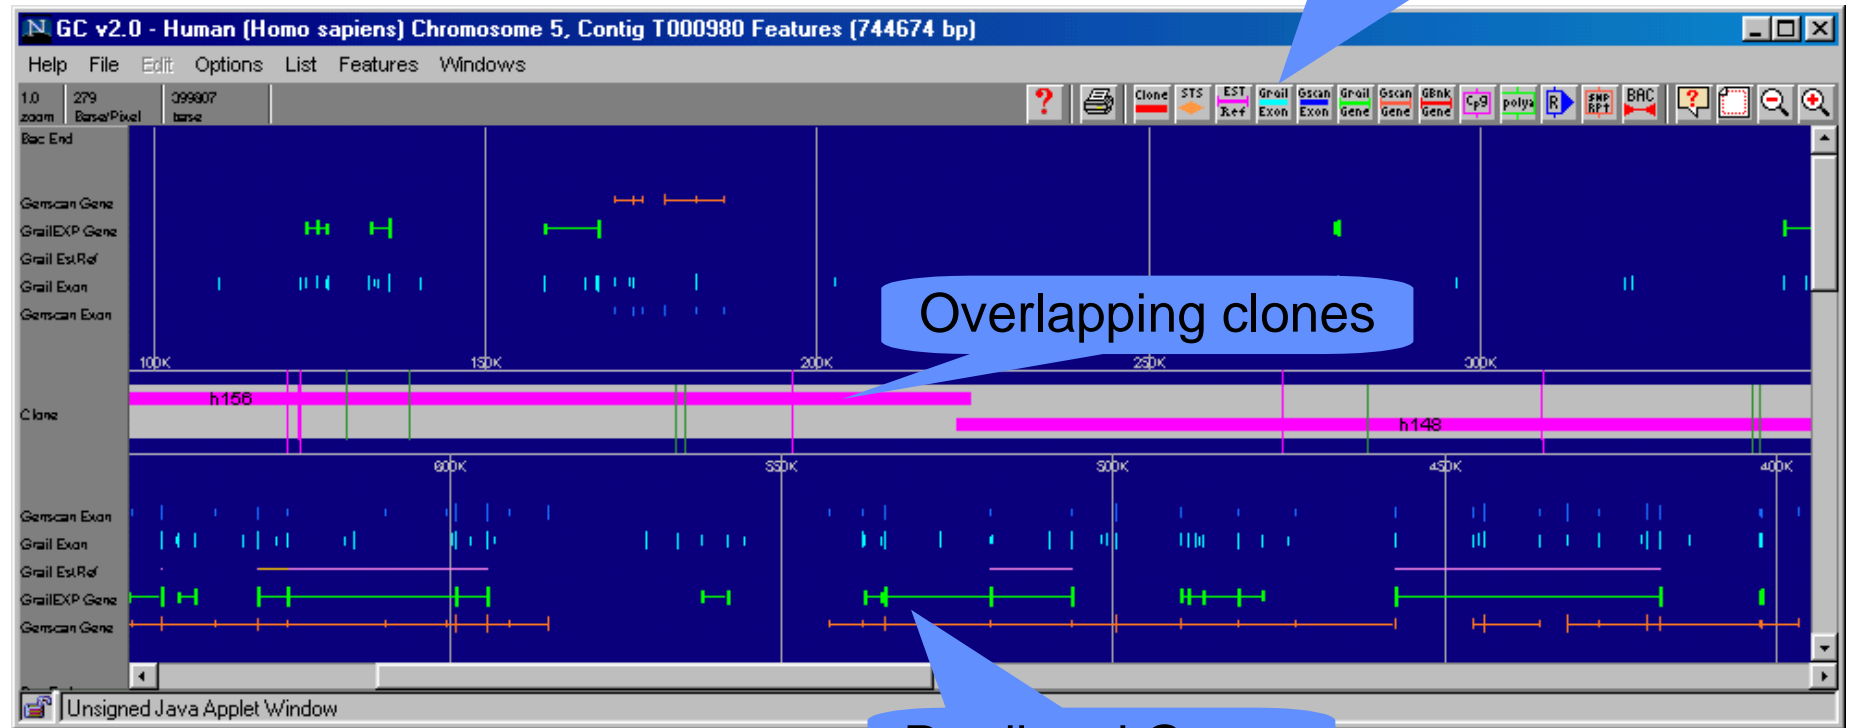 GC v2.0 - Human (Homo sapiens) Chromosome 5, Contig T000980 Features (744674 bp)
Help File Edit Options List Features Windows
1.0 279 399807
zoom Base/Pixel base
Clone STS EST Ref Grail Exon Gscan Exon Grail Gene Gscan Gene GBnk Gene CpG polya R SNP RPT BAC
Bac End
Genscan Gene
GrailEXP Gene
Grail EstRef
Grail Exon
Genscan Exon
Overlapping clones
100K 150K 200K 250K 300K
h156
Clone
h148
600K 550K 500K 450K 400K
Genscan Exon
Grail Exon
Grail EstRef
GrailEXP Gene
Genscan Gene
Unsigned Java Applet Window